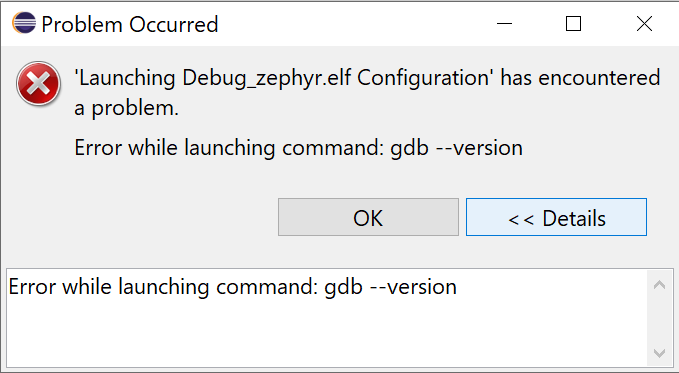 Problem Occurred
'Launching Debug_zephyr.elf Configuration' has encountered
a problem.
Error while launching command: gdb --version
OK
<< Details
Error while launching command: gdb --version